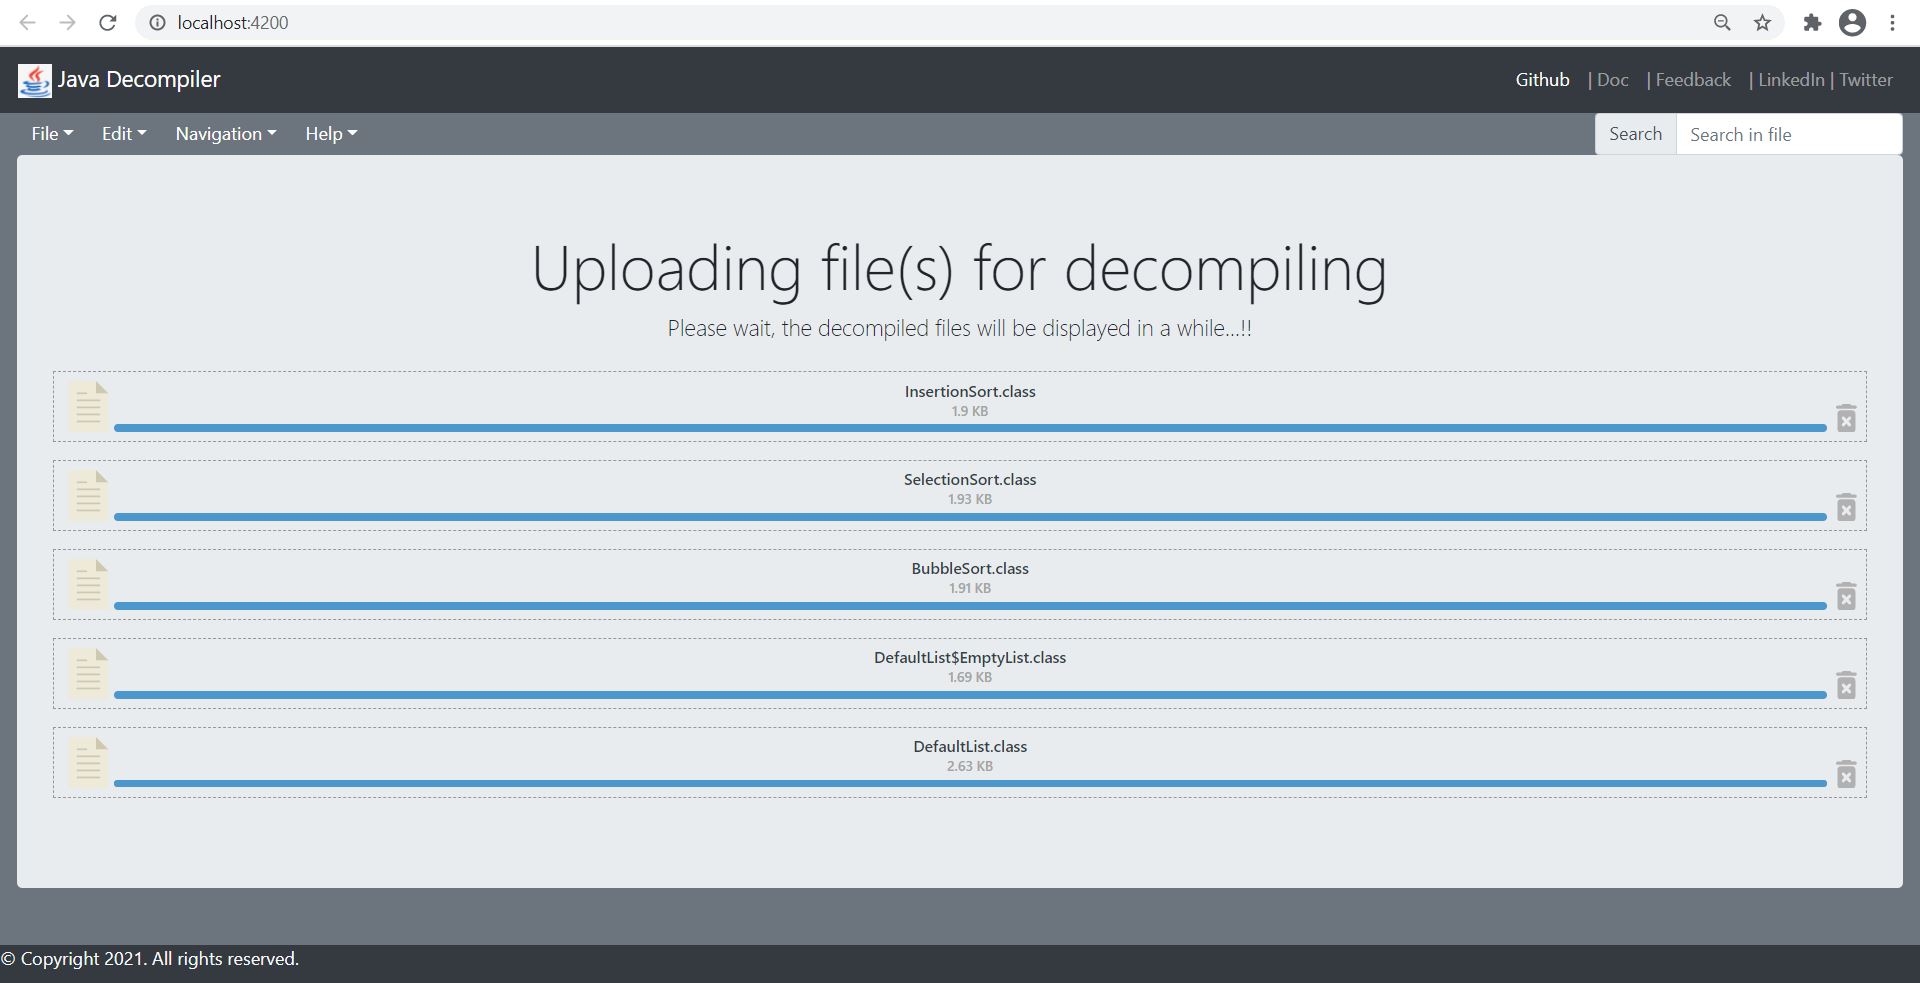 localhost:4200
Java Decompiler
Github | Doc | Feedback | LinkedIn | Twitter
File Edit Navigation Help Search Search in file
Uploading file(s) for decompiling
Please wait, the decompiled files will be displayed in a while...!!
InsertionSort.class
1.9 KB
SelectionSort.class
1.93 KB
BubbleSort.class
1.91 KB
DefaultList$EmptyList.class
1.69 KB
DefaultList.class
2.63 KB
© Copyright 2021. All rights reserved.